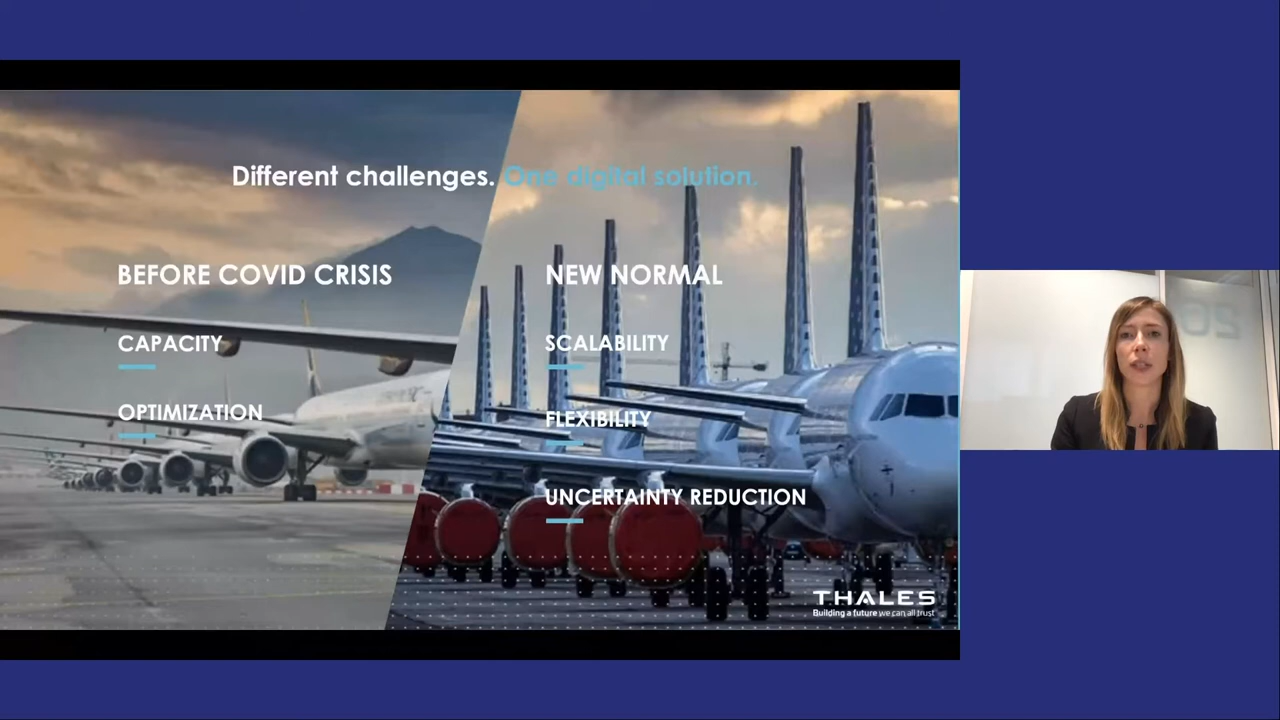 Different challenges. One digital solution.
BEFORE COVID CRISIS
CAPACITY
OPTIMIZATION
NEW NORMAL
SCALABILITY
FLEXIBILITY
UNCERTAINTY REDUCTION
THALES
Building a future we can all trust